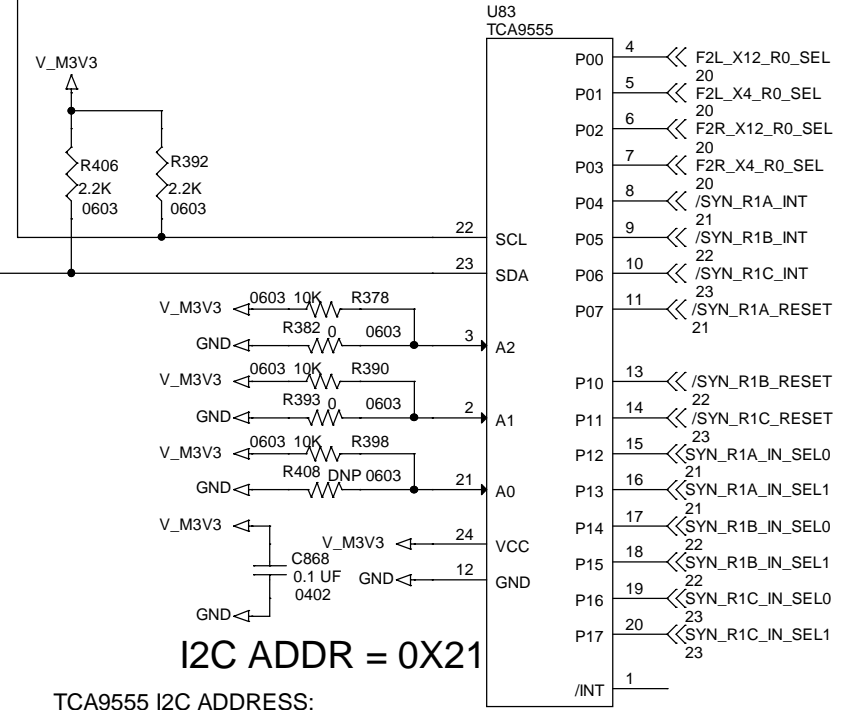 U83
TCA9555
V_M3V3
R406
2.2K
0603
R392
2.2K
0603
22 SCL
23 SDA
V_M3V3 0603 10K R378
GND R382 0 0603 3 A2
V_M3V3 0603 10K R390
GND R393 0 0603 2 A1
V_M3V3 0603 10K R398
GND R408 DNP 0603 21 A0
V_M3V3
C868
0.1 UF
0402
GND
V_M3V3 24 VCC
GND 12 GND
P00 4 F2L_X12_R0_SEL
20
P01 5 F2L_X4_R0_SEL
20
P02 6 F2R_X12_R0_SEL
20
P03 7 F2R_X4_R0_SEL
20
P04 8 /SYN_R1A_INT
21
P05 9 /SYN_R1B_INT
22
P06 10 /SYN_R1C_INT
23
P07 11 /SYN_R1A_RESET
21
P10 13 /SYN_R1B_RESET
22
P11 14 /SYN_R1C_RESET
23
P12 15 SYN_R1A_IN_SEL0
21
P13 16 SYN_R1A_IN_SEL1
21
P14 17 SYN_R1B_IN_SEL0
22
P15 18 SYN_R1B_IN_SEL1
22
P16 19 SYN_R1C_IN_SEL0
23
P17 20 SYN_R1C_IN_SEL1
23
/INT 1
I2C ADDR = 0X21
TCA9555 I2C ADDRESS: